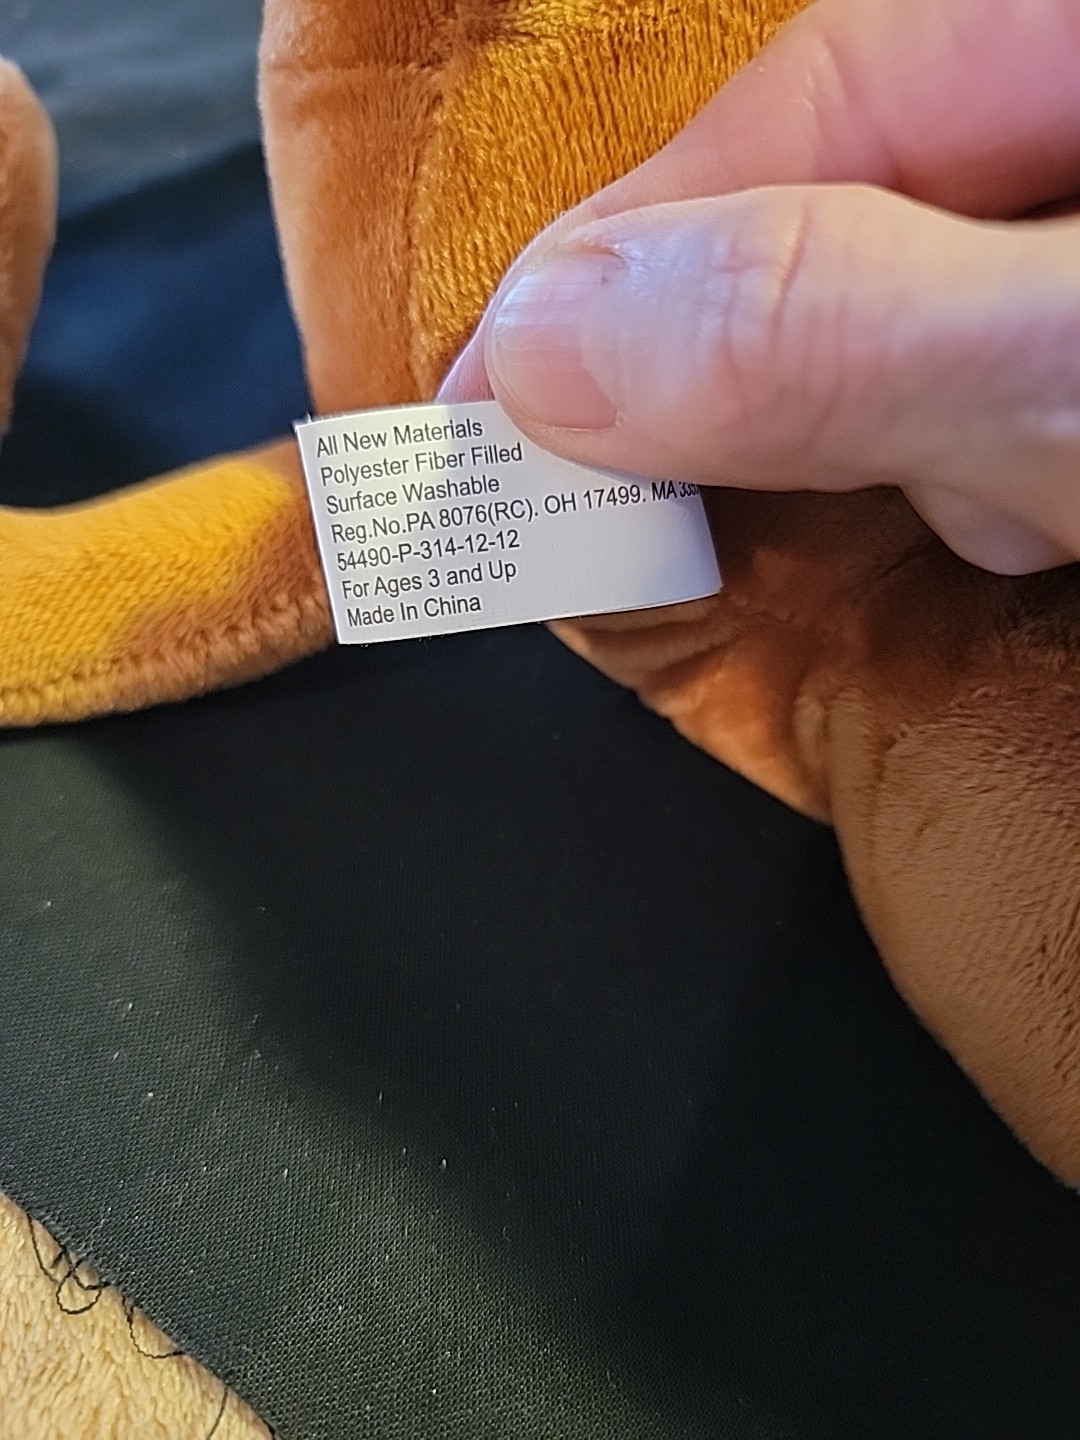 All New Materials
Polyester Fiber Filled
Surface Washable
Reg.No.PA 8076(RC). OH 17499. MA
54490-P-314-12-12
For Ages 3 and Up
Made In China